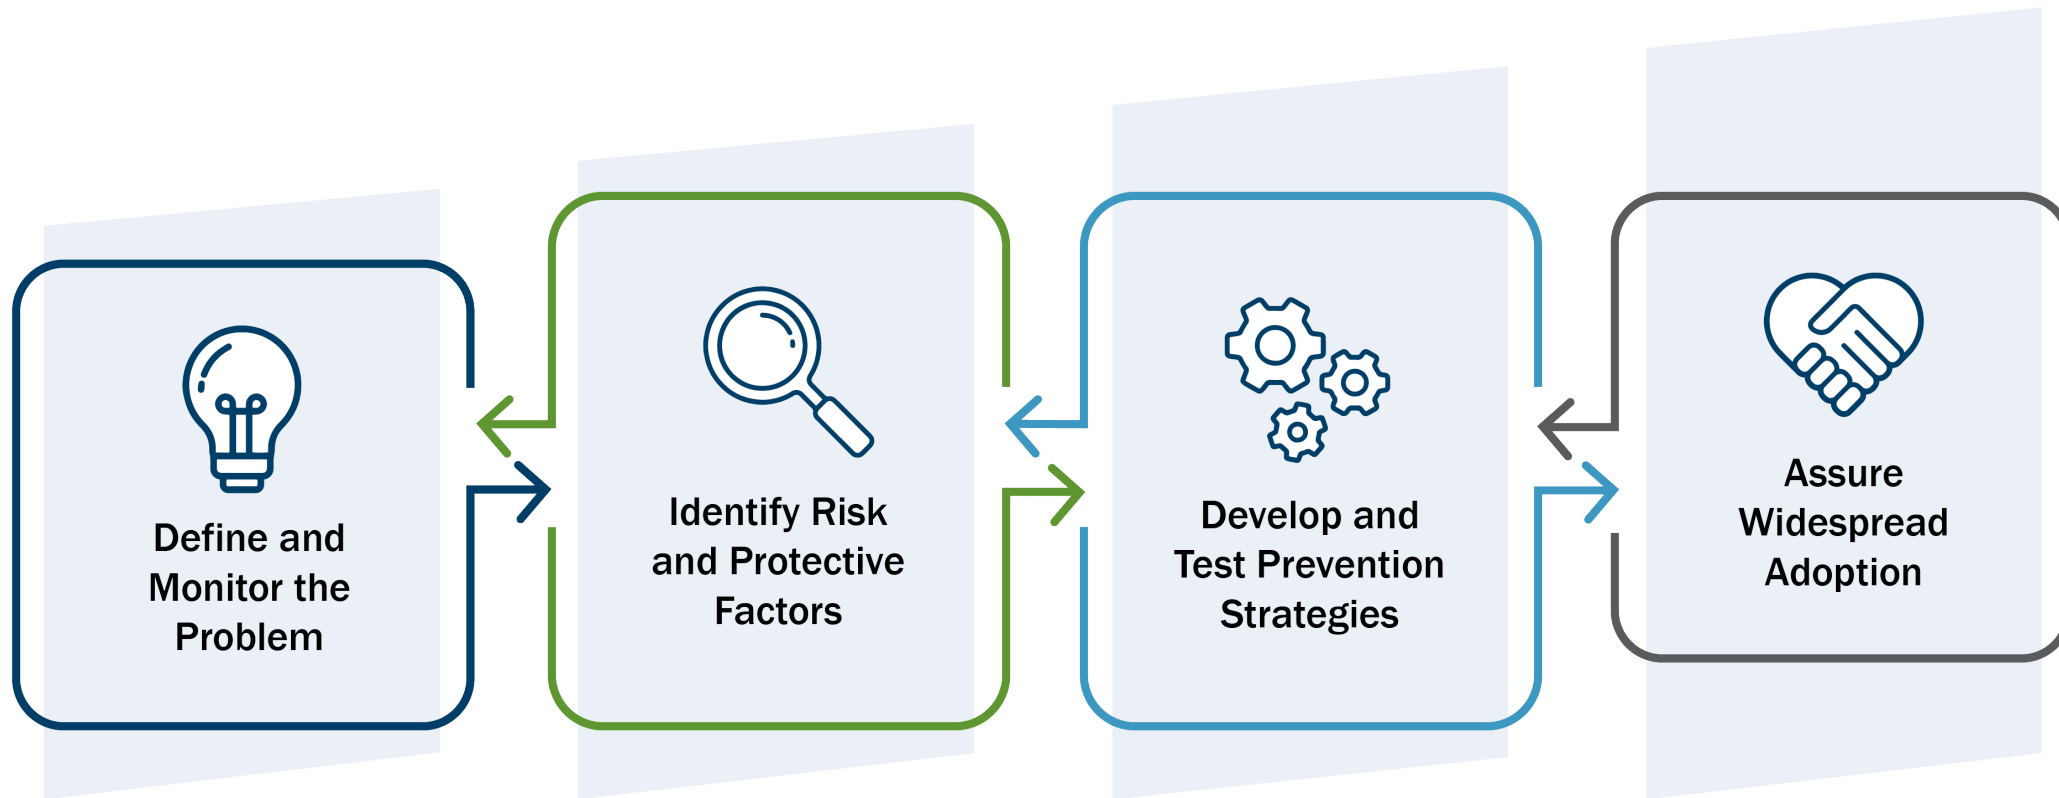 Define and
Monitor the
Problem
Identify Risk
and Protective
Factors
Develop and
Test Prevention
Strategies
Assure
Widespread
Adoption